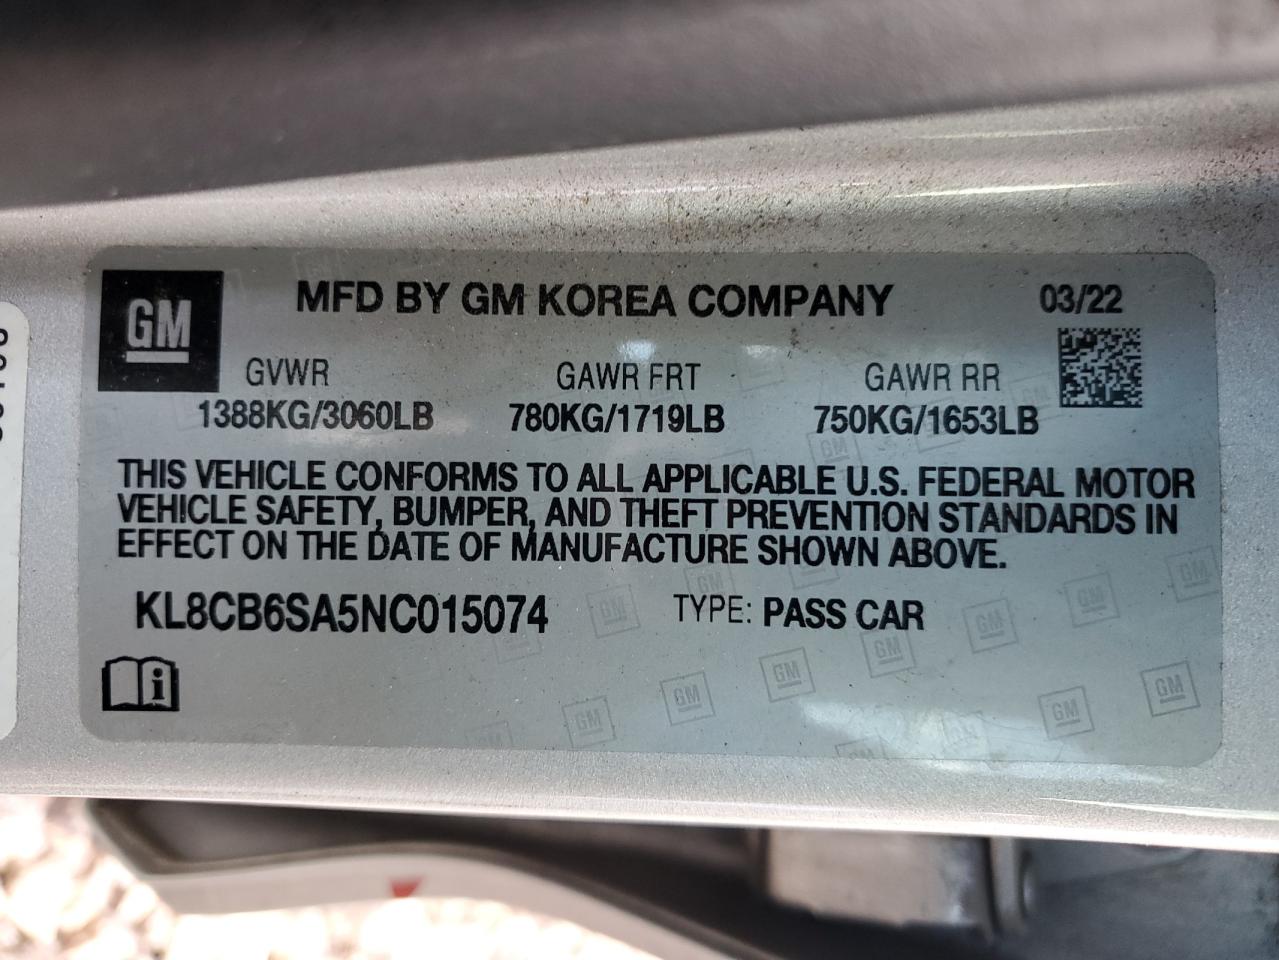 GM
MFD BY GM KOREA COMPANY 03/22
GVWR GAWR FRT GAWR RR
1388KG/3060LB 780KG/1719LB 750KG/1653LB
THIS VEHICLE CONFORMS TO ALL APPLICABLE U.S. FEDERAL MOTOR
VEHICLE SAFETY, BUMPER, AND THEFT PREVENTION STANDARDS IN
EFFECT ON THE DATE OF MANUFACTURE SHOWN ABOVE.
KL8CB6SA5NC015074 TYPE: PASS CAR